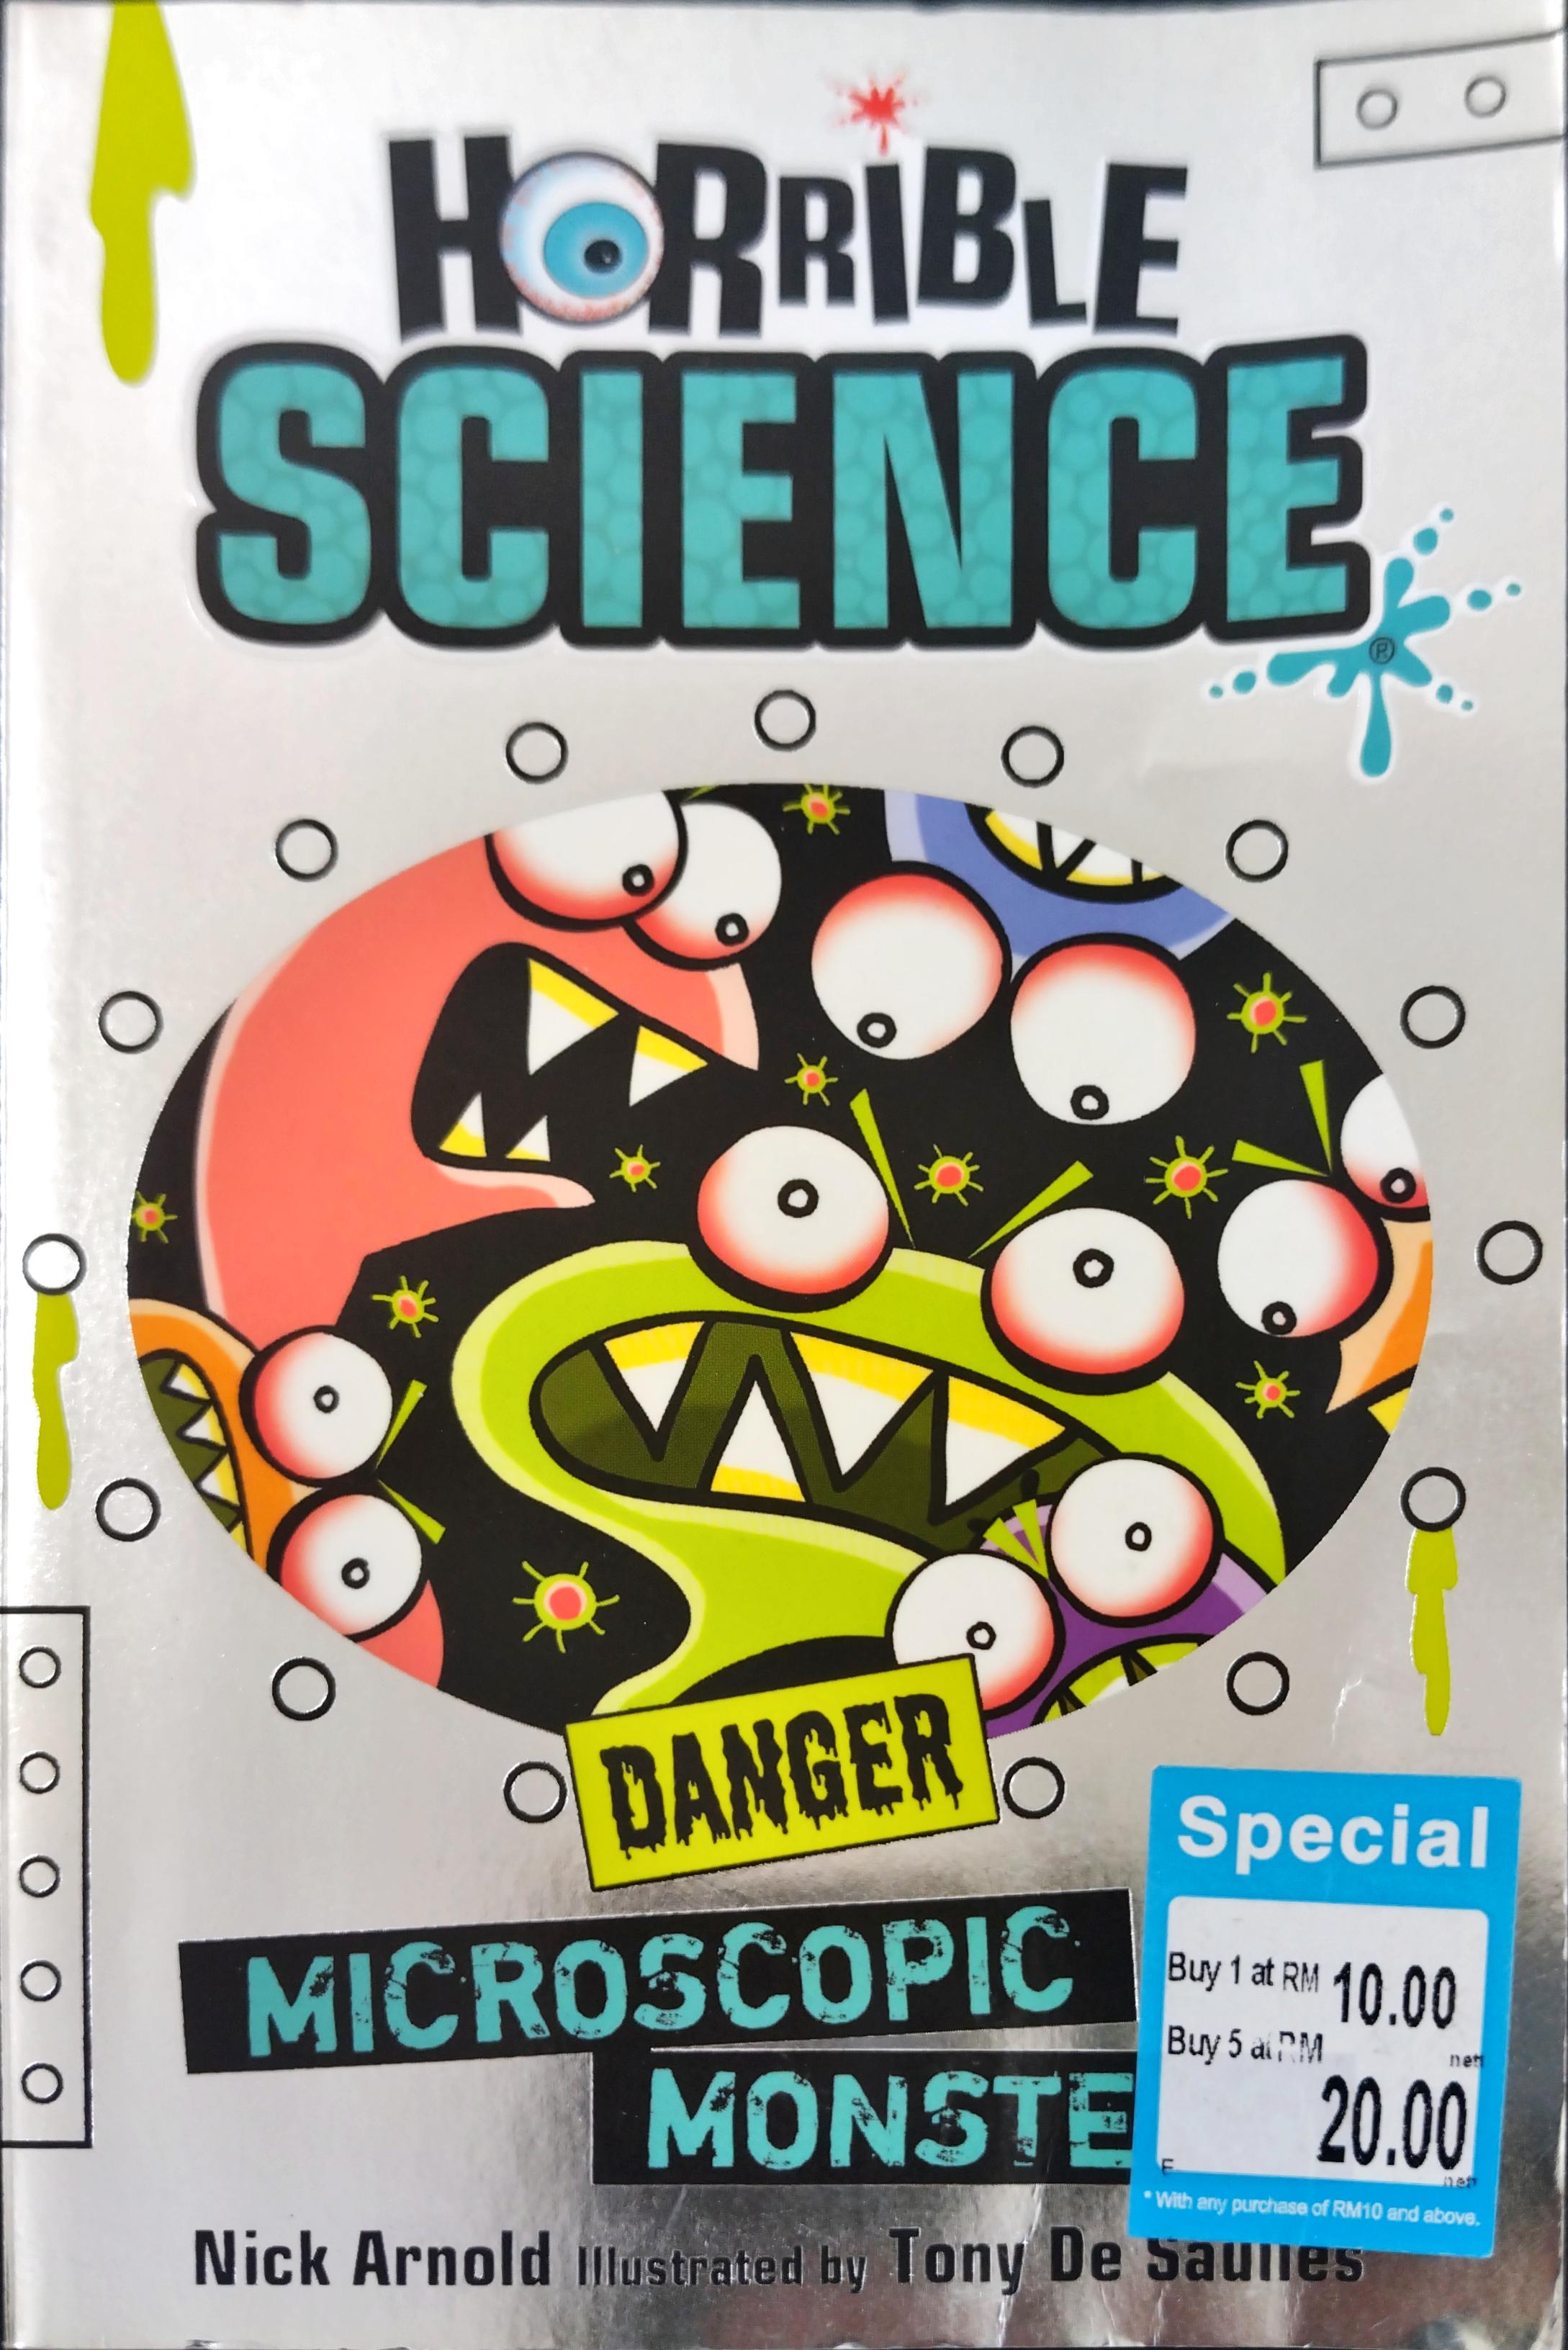 HORRIBLE
SCIENCE
®
DANGER
MICROSCOPIC
MONSTE
Special
Buy 1 at RM 10.00
nett
Buy 5 at RM
20.00
nett
* With any purchase of RM10 and above.
Nick Arnold Illustrated by Tony De Saulles